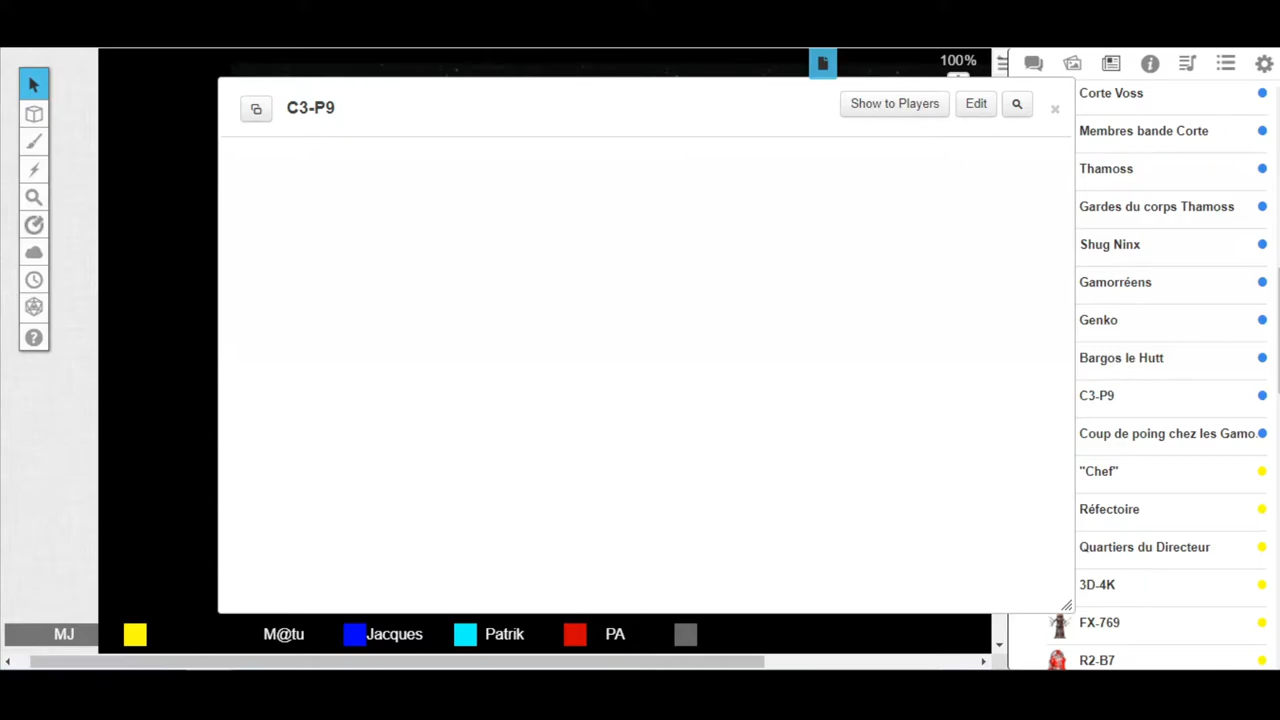 100%
C3-P9
Show to Players
Edit
Corte Voss
Membres bande Corte
Thamoss
Gardes du corps Thamoss
Shug Ninx
Gamorréens
Genko
Bargos le Hutt
C3-P9
Coup de poing chez les Gamo.
"Chef"
Réfectoire
Quartiers du Directeur
3D-4K
FX-769
R2-B7
MJ
M@tu
Jacques
Patrik
PA